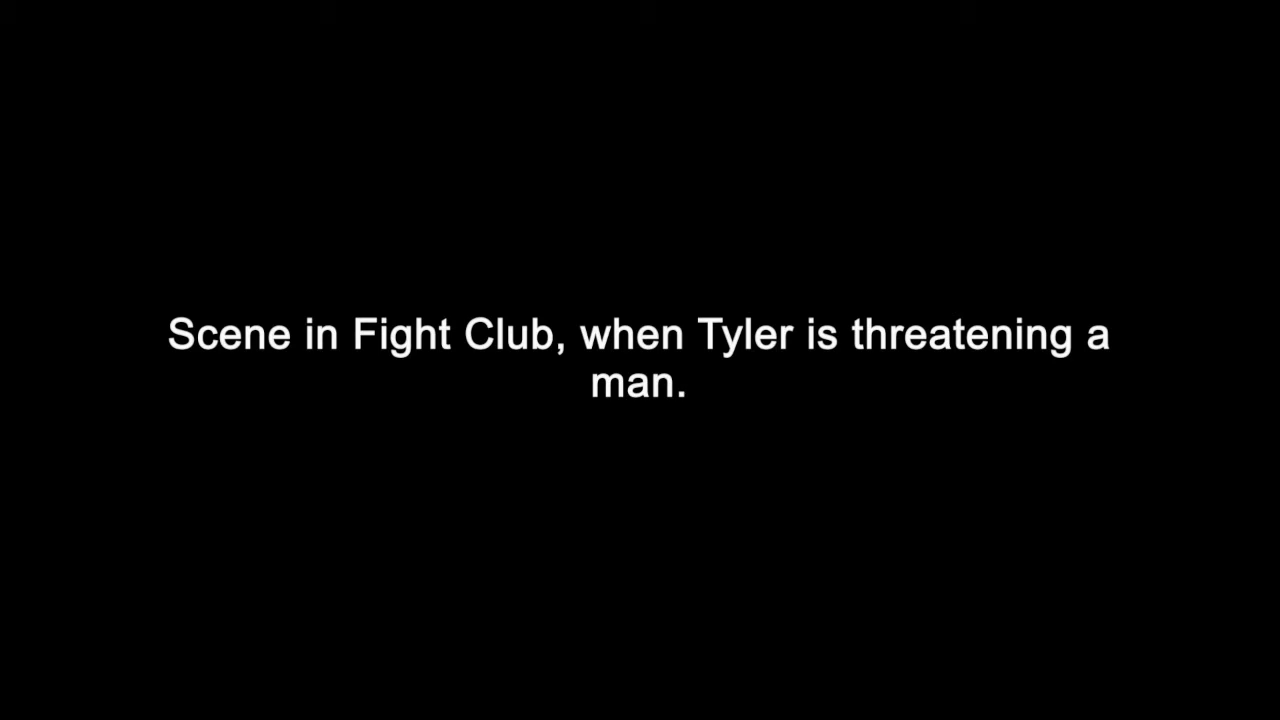 Scene in Fight Club, when Tyler is threatening a
man.